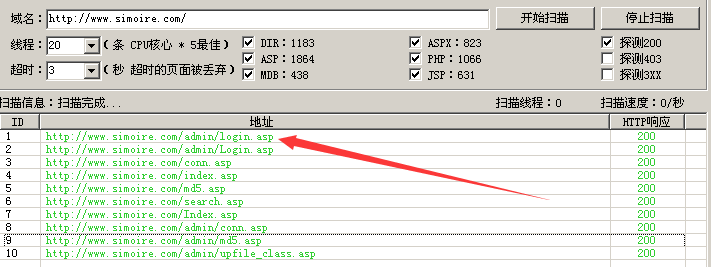 域名：http://www.simoire.com/ 开始扫描 停止扫描
线程：20 （条 CPU核心 * 5最佳） DIR：1183 ASPX：823 探测200
ASP：1864 PHP：1066 探测403
超时：3 （秒 超时的页面被丢弃） MDB：438 JSP：631 探测3XX
扫描信息：扫描完成... 扫描线程：0 扫描速度：0/秒
ID 地址 HTTP响应
1 http://www.simoire.com/admin/login.asp 200
2 http://www.simoire.com/admin/Login.asp 200
3 http://www.simoire.com/conn.asp 200
4 http://www.simoire.com/index.asp 200
5 http://www.simoire.com/md5.asp 200
6 http://www.simoire.com/search.asp 200
7 http://www.simoire.com/Index.asp 200
8 http://www.simoire.com/admin/conn.asp 200
9 http://www.simoire.com/admin/md5.asp 200
10 http://www.simoire.com/admin/upfile_class.asp 200